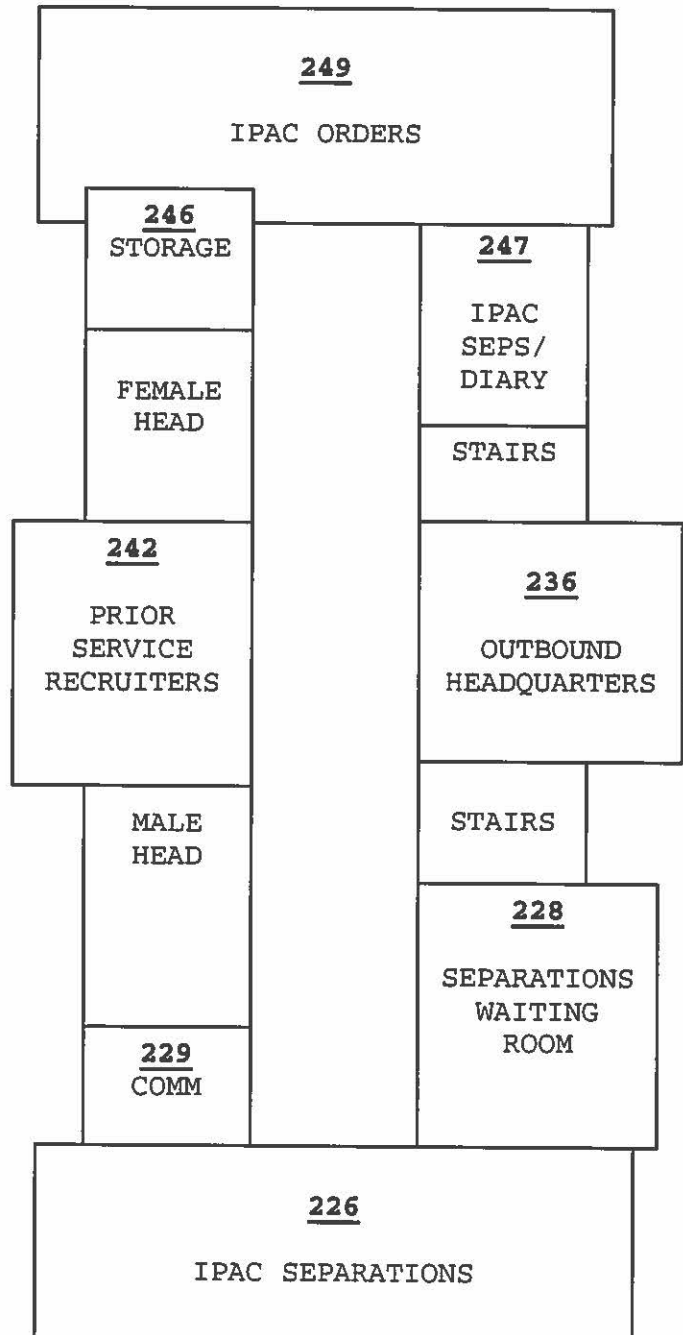 249
IPAC ORDERS
246
STORAGE
247
IPAC
SEPS/
DIARY
FEMALE
HEAD
STAIRS
242
PRIOR
SERVICE
RECRUITERS
236
OUTBOUND
HEADQUARTERS
MALE
HEAD
STAIRS
228
SEPARATIONS
WAITING
ROOM
229
COMM
226
IPAC SEPARATIONS